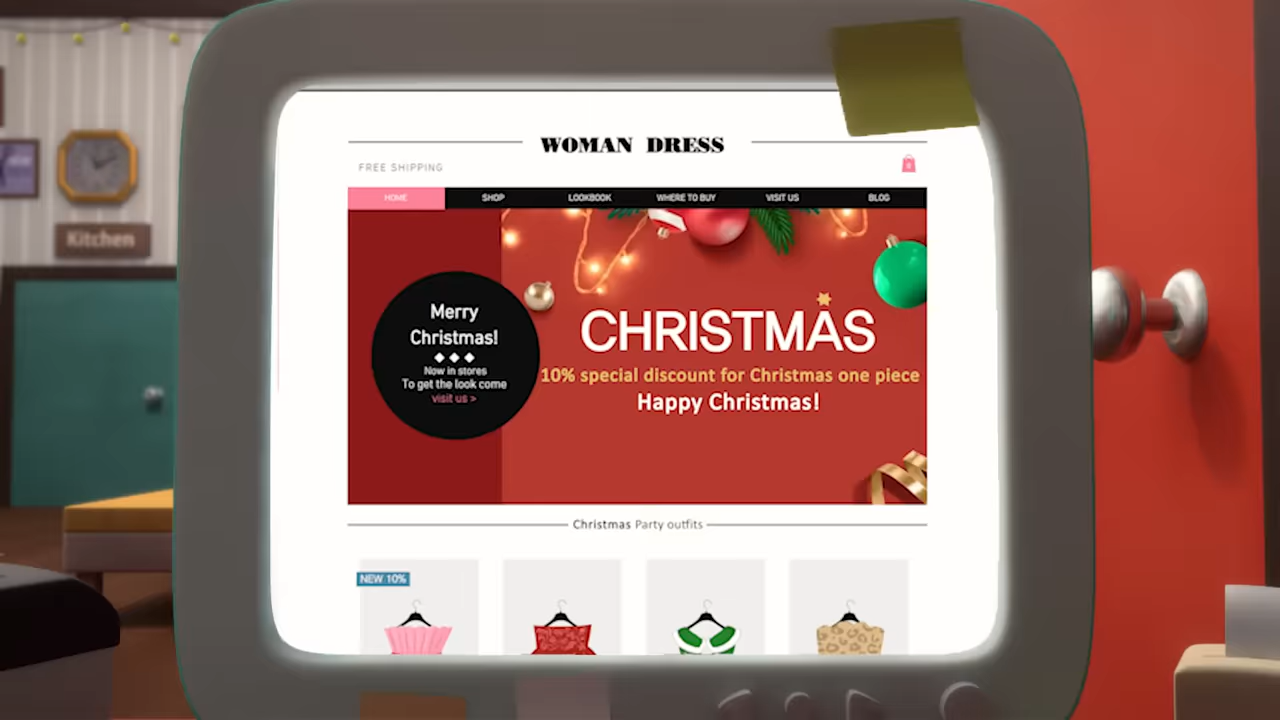 WOMAN DRESS
FREE SHIPPING
HOME SHOP LOOKBOOK WHERE TO BUY VISIT US BLOG
Kitchen
Merry
Christmas!
Now in stores
To get the look come
visit us >
CHRISTMAS
10% special discount for Christmas one piece
Happy Christmas!
Christmas Party outfits
NEW 10%